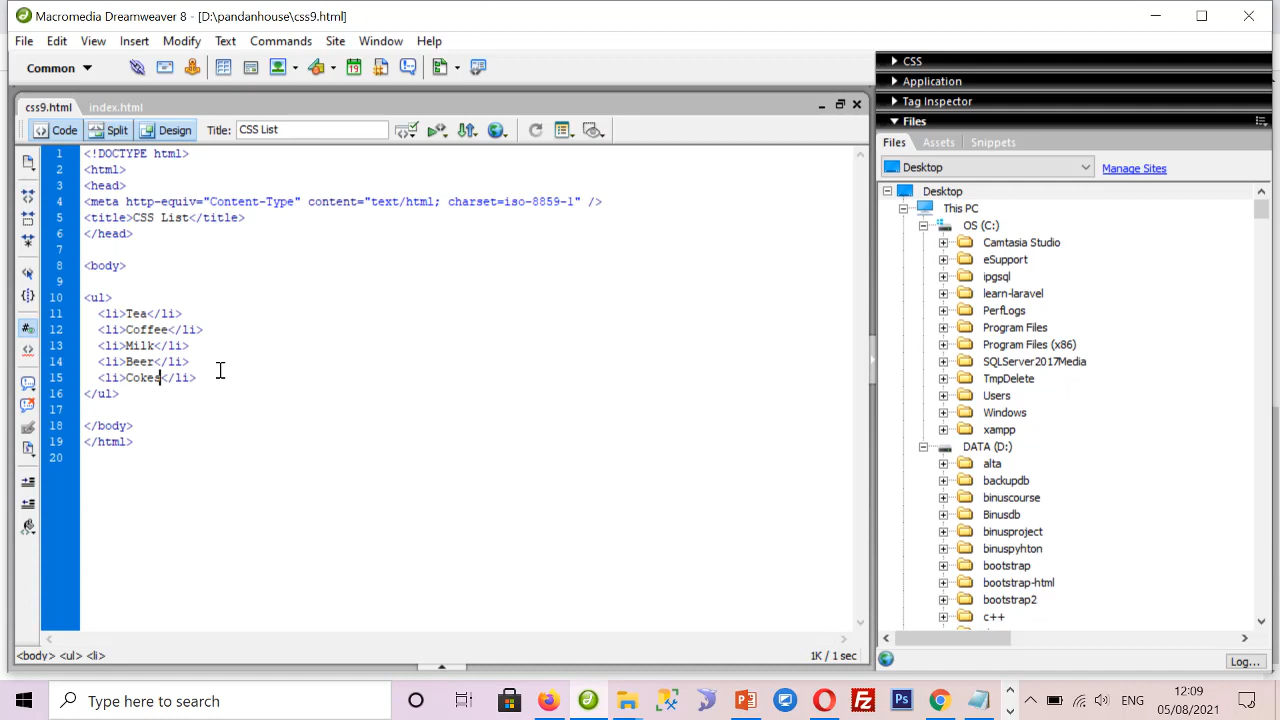 Macromedia Dreamweaver 8 - [D:\pandanhouse\css9.html]
File Edit View Insert Modify Text Commands Site Window Help
Common
css9.html index.html
Code Split Design Title: CSS List
1 <!DOCTYPE html>
2 <html>
3 <head>
4 <meta http-equiv="Content-Type" content="text/html; charset=iso-8859-1" />
5 <title>CSS List</title>
6 </head>
7
8 <body>
9
10 <ul>
11 <li>Tea</li>
12 <li>Coffee</li>
13 <li>Milk</li>
14 <li>Beer</li>
15 <li>Cokes</li>
16 </ul>
17
18 </body>
19 </html>
20
<body> <ul> <li> 1K / 1 sec
CSS
Application
Tag Inspector
Files
Files Assets Snippets
Desktop Manage Sites
Desktop
This PC
OS (C:)
Camtasia Studio
eSupport
ipgsql
learn-laravel
PerfLogs
Program Files
Program Files (x86)
SQLServer2017Media
TmpDelete
Users
Windows
xampp
DATA (D:)
alta
backupdb
binuscourse
Binusdb
binusproject
binuspyhton
bootstrap
bootstrap-html
bootstrap2
c++
Log...
Type here to search
ENG
12:09
05/08/2021